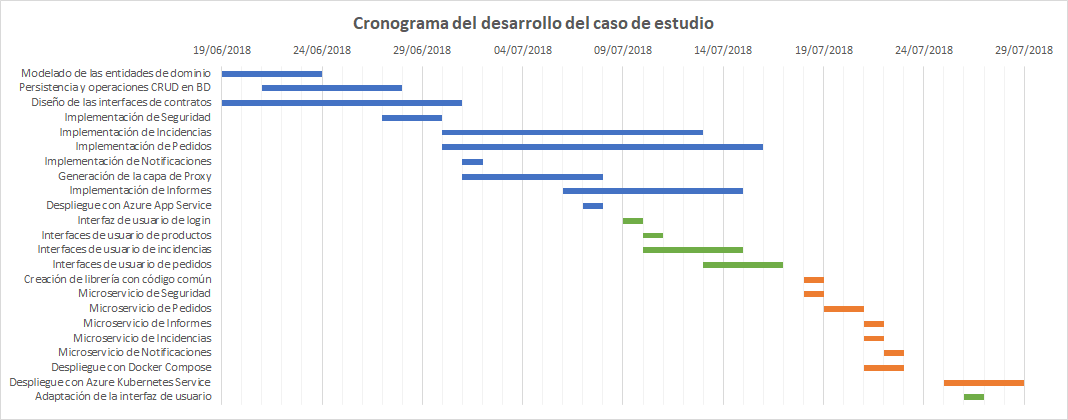 Cronograma del desarrollo del caso de estudio
19/06/2018 24/06/2018 29/06/2018 04/07/2018 09/07/2018 14/07/2018 19/07/2018 24/07/2018 29/07/2018
Modelado de las entidades de dominio
Persistencia y operaciones CRUD en BD
Diseño de las interfaces de contratos
Implementación de Seguridad
Implementación de Incidencias
Implementación de Pedidos
Implementación de Notificaciones
Generación de la capa de Proxy
Implementación de Informes
Despliegue con Azure App Service
Interfaz de usuario de login
Interfaces de usuario de productos
Interfaces de usuario de incidencias
Interfaces de usuario de pedidos
Creación de librería con código común
Microservicio de Seguridad
Microservicio de Pedidos
Microservicio de Informes
Microservicio de Incidencias
Microservicio de Notificaciones
Despliegue con Docker Compose
Despliegue con Azure Kubernetes Service
Adaptación de la interfaz de usuario